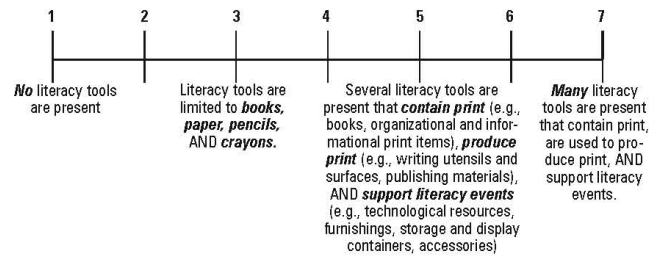 1 2 3 4 5 6 7
No literacy tools
are present
Literacy tools are
limited to books,
paper, pencils,
AND crayons.
Several literacy tools are
present that contain print (e.g.,
books, organizational and infor-
mational print items), produce
print (e.g., writing utensils and
surfaces, publishing materials),
AND support literacy events
(e.g., technological resources,
furnishings, storage and display
containers, accessories)
Many literacy
tools are present
that contain print,
are used to pro-
duce print, AND
support literacy
events.